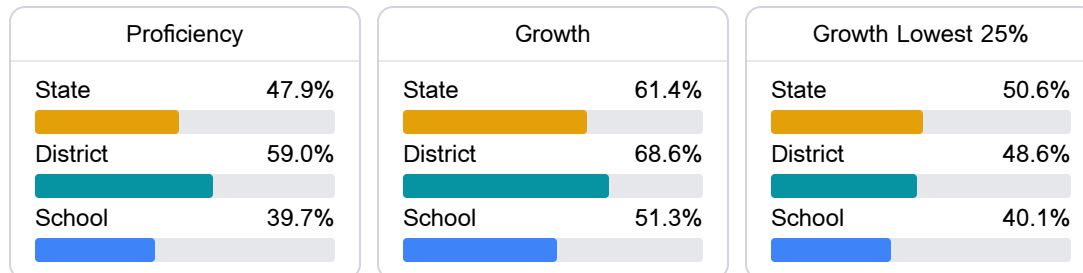 Proficiency
State 47.9%
District 59.0%
School 39.7%
Growth
State 61.4%
District 68.6%
School 51.3%
Growth Lowest 25%
State 50.6%
District 48.6%
School 40.1%